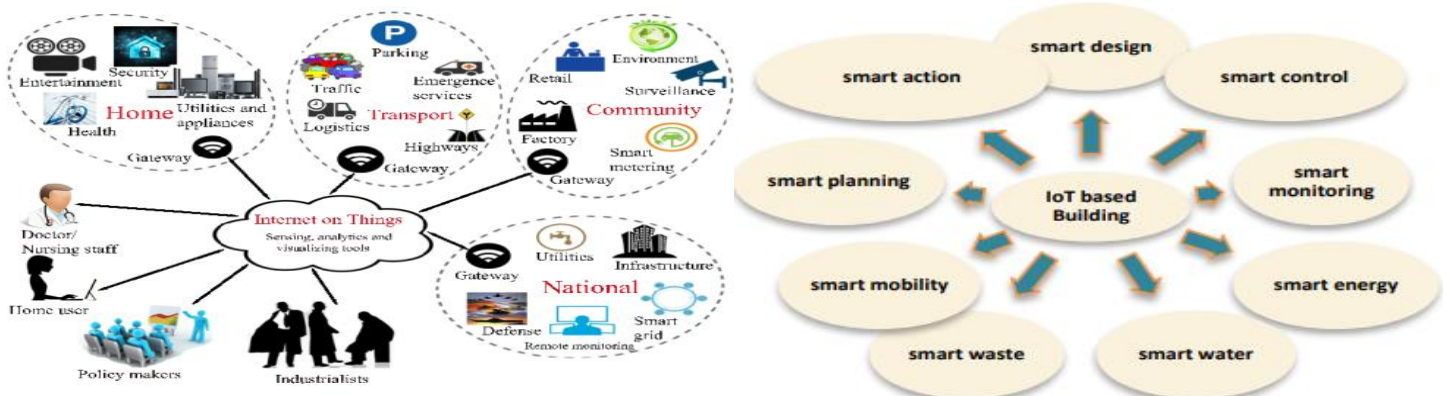 Entertainment
Security
Home
Utilities and
appliances
Health
Gateway
P
Parking
Traffic
Emergence
services
Logistics
Transport
Highways
Gateway
Environment
Retail
Surveillance
Community
Factory
Smart
metering
Gateway
Internet on Things
Sensing, analytics and
visualizing tools
Doctor/
Nursing staff
Home user
Policy makers
Industrialists
Gateway
Utilities
Infrastructure
National
Defense
Smart
grid
Remote monitoring
smart design
smart action
smart control
smart planning
IoT based
Building
smart
monitoring
smart mobility
smart energy
smart waste
smart water